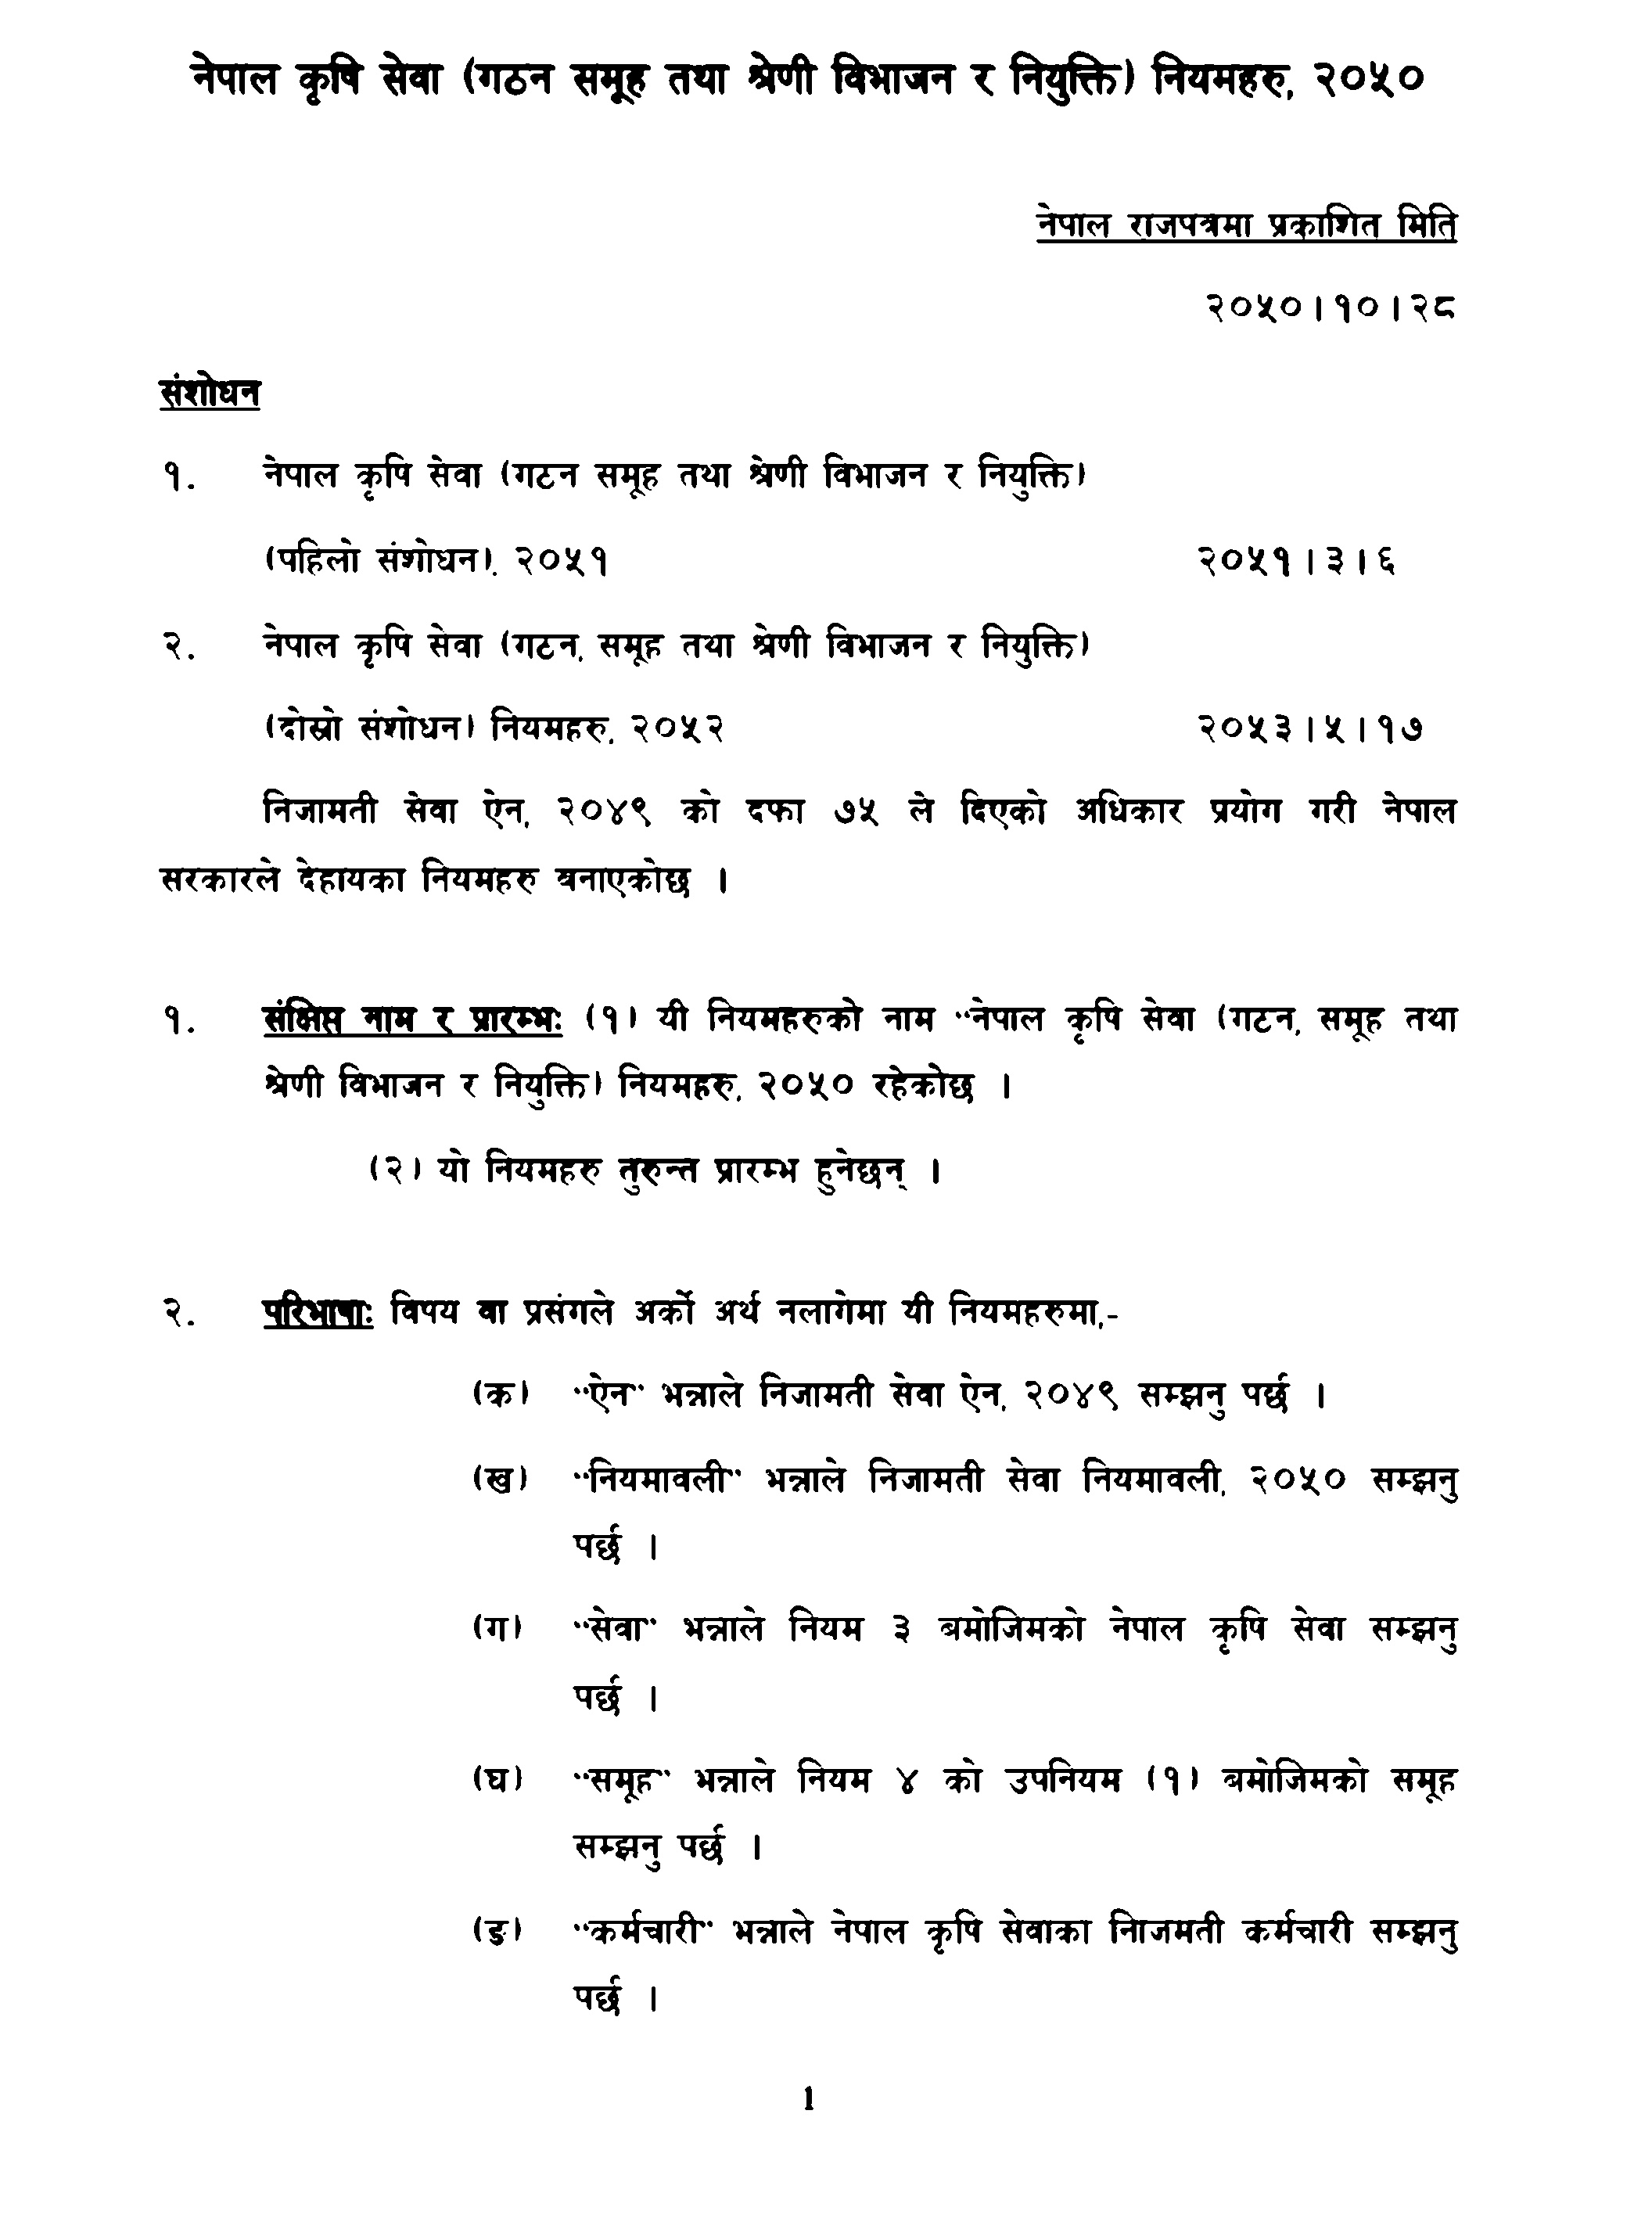 नेपाल कृषि सेवा (गठन समूह तथा श्रेणी विभाजन र नियुक्ति) नियमहरु, २०५०
नेपाल राजपत्रमा प्रकाशित मिति
२०५०।१०।२८
संशोधन
१. नेपाल कृषि सेवा (गटन समूह तथा श्रेणी विभाजन र नियुक्ति)
(पहिलो संशोधन), २०५१ २०५१।३।६
२. नेपाल कृषि सेवा (गटन, समूह तथा श्रेणी विभाजन र नियुक्ति)
(दोस्रो संशोधन) नियमहरु, २०५२ २०५३।५।१७
निजामती सेवा ऐन, २०४९ को दफा ७५ ले दिएको अधिकार प्रयोग गरी नेपाल
सरकारले देहायका नियमहरु बनाएकोछ ।
१. संक्षिप्त नाम र प्रारम्भः (१) यी नियमहरुको नाम "नेपाल कृषि सेवा (गटन, समूह तथा
श्रेणी विभाजन र नियुक्ति) नियमहरु, २०५० रहेकोछ ।
(२) यो नियमहरु तुरुन्त प्रारम्भ हुनेछन् ।
२. परिभाषाः विषय वा प्रसंगले अर्को अर्थ नलागेमा यी नियमहरुमा,-
(क) "ऐन" भन्नाले निजामती सेवा ऐन, २०४९ सम्झनु पर्छ ।
(ख) "नियमावली" भन्नाले निजामती सेवा नियमावली, २०५० सम्झनु
पर्छ ।
(ग) "सेवा" भन्नाले नियम ३ बमोजिमको नेपाल कृषि सेवा सम्झनु
पर्छ ।
(घ) "समूह" भन्नाले नियम ४ को उपनियम (१) बमोजिमको समूह
सम्झनु पर्छ ।
(ङ) "कर्मचारी" भन्नाले नेपाल कृषि सेवाका निाजमती कर्मचारी सम्झनु
पर्छ ।
1